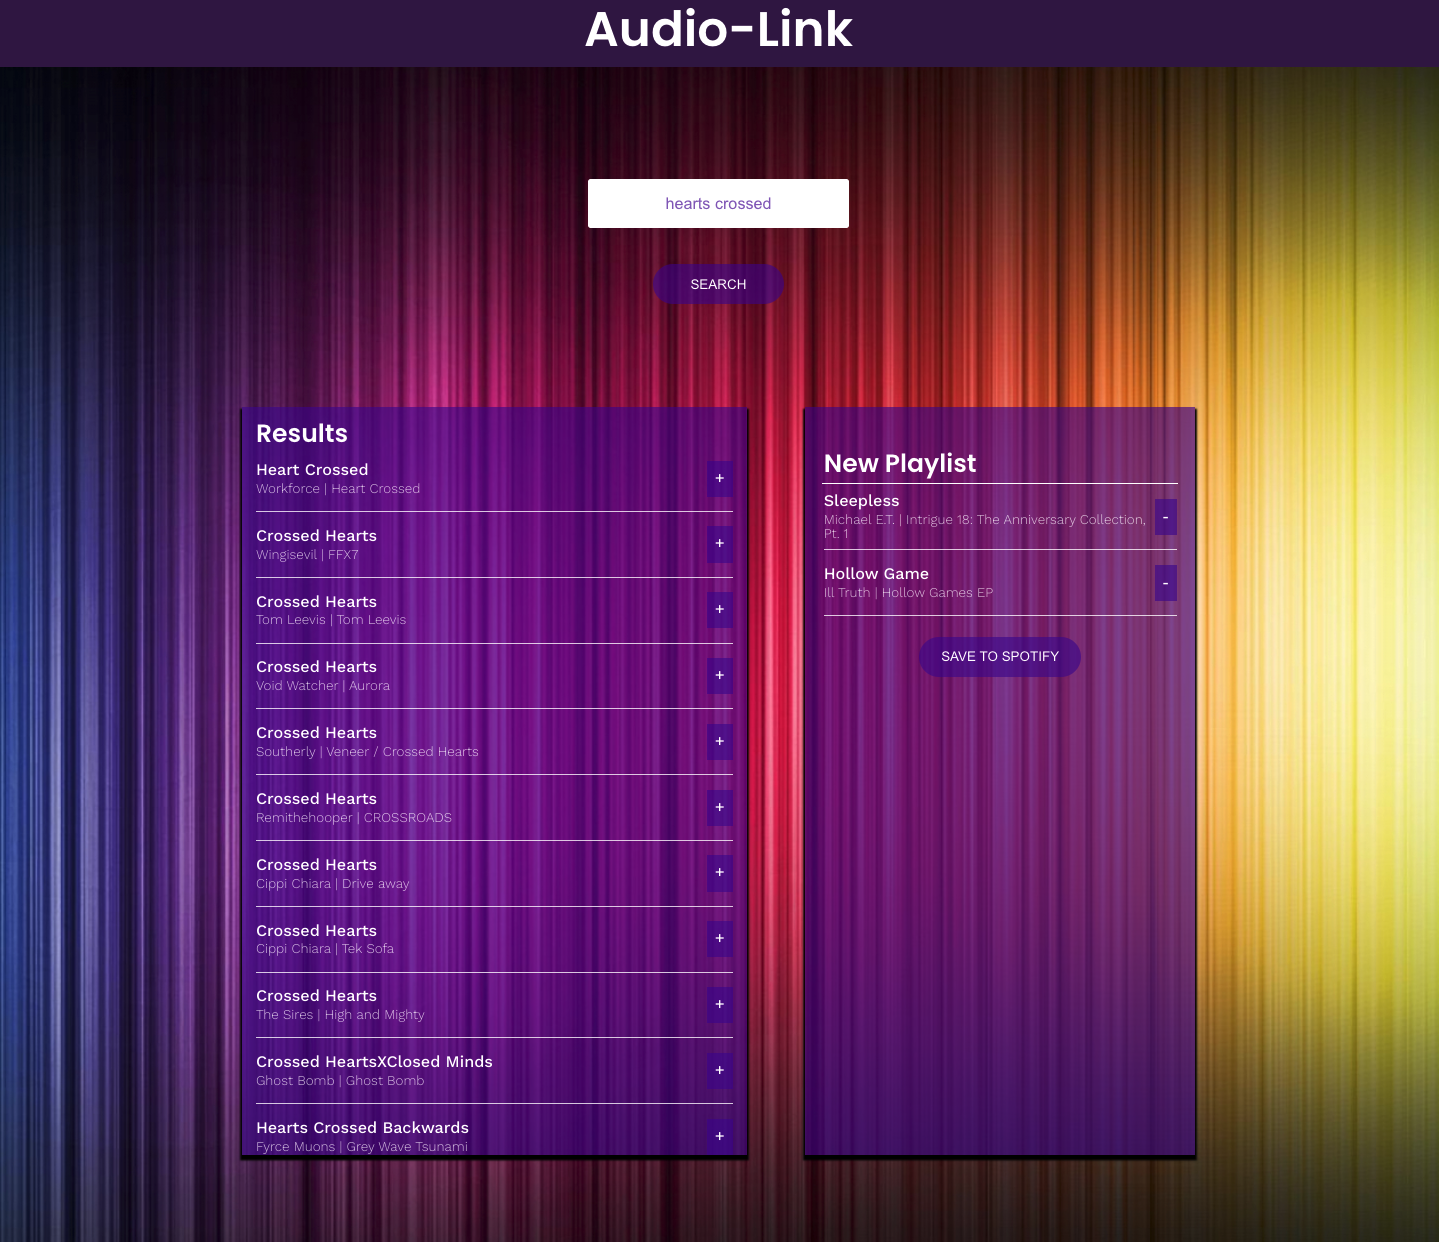 Audio-Link
hearts crossed
SEARCH
Results
Heart Crossed
Workforce | Heart Crossed
+
Crossed Hearts
Wingisevil | FFX7
+
Crossed Hearts
Tom Leevis | Tom Leevis
+
Crossed Hearts
Void Watcher | Aurora
+
Crossed Hearts
Southerly | Veneer / Crossed Hearts
+
Crossed Hearts
Remithehooper | CROSSROADS
+
Crossed Hearts
Cippi Chiara | Drive away
+
Crossed Hearts
Cippi Chiara | Tek Sofa
+
Crossed Hearts
The Sires | High and Mighty
+
Crossed HeartsXClosed Minds
Ghost Bomb | Ghost Bomb
+
Hearts Crossed Backwards
Fyrce Muons | Grey Wave Tsunami
+
New Playlist
Sleepless
Michael E.T. | Intrigue 18: The Anniversary Collection,
Pt. 1
-
Hollow Game
Ill Truth | Hollow Games EP
-
SAVE TO SPOTIFY